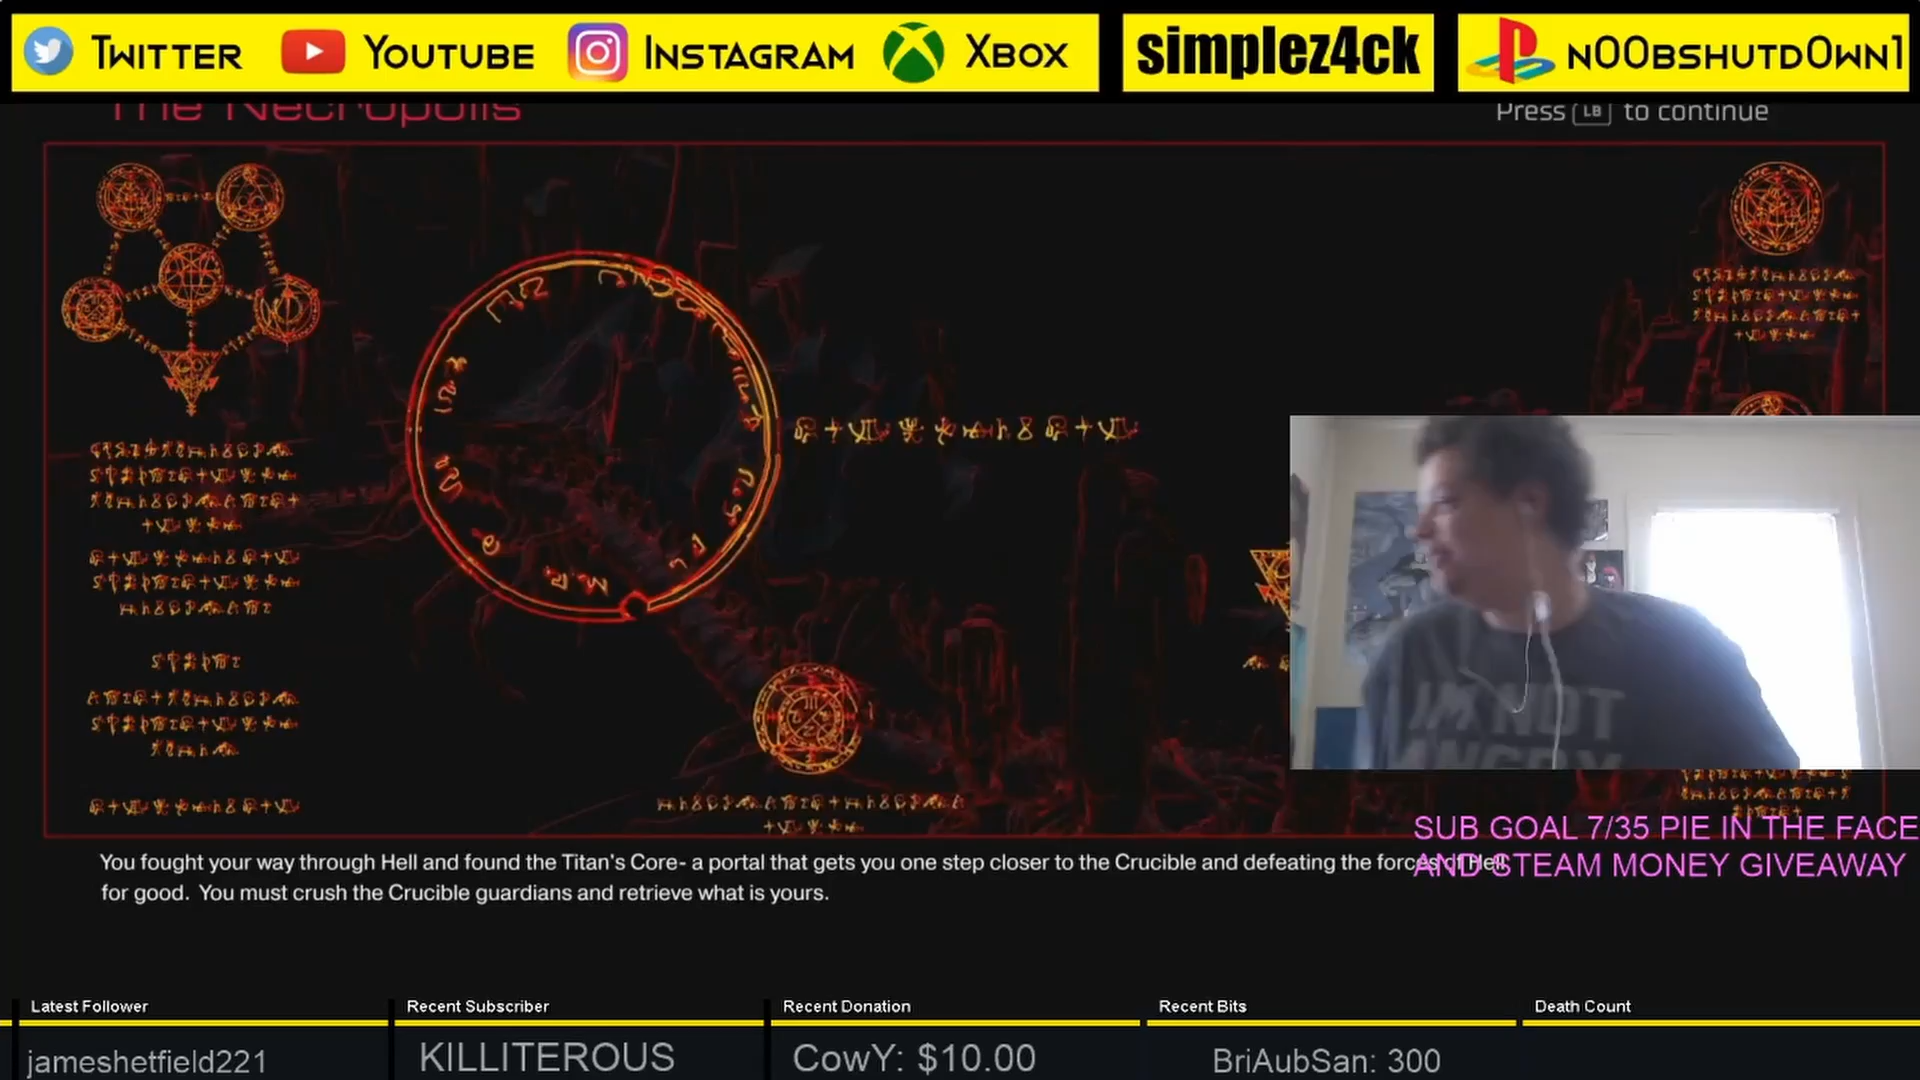 Twitter Youtube Instagram Xbox simplez4ck n00bshutd0wn1
The Necropolis
Press LB to continue
I'M NOT
ANGRY
SUB GOAL 7/35 PIE IN THE FACE
AND STEAM MONEY GIVEAWAY
You fought your way through Hell and found the Titan's Core- a portal that gets you one step closer to the Crucible and defeating the forces of Hell
for good. You must crush the Crucible guardians and retrieve what is yours.
Latest Follower Recent Subscriber Recent Donation Recent Bits Death Count
jameshetfield221 KILLITEROUS CowY: $10.00 BriAubSan: 300